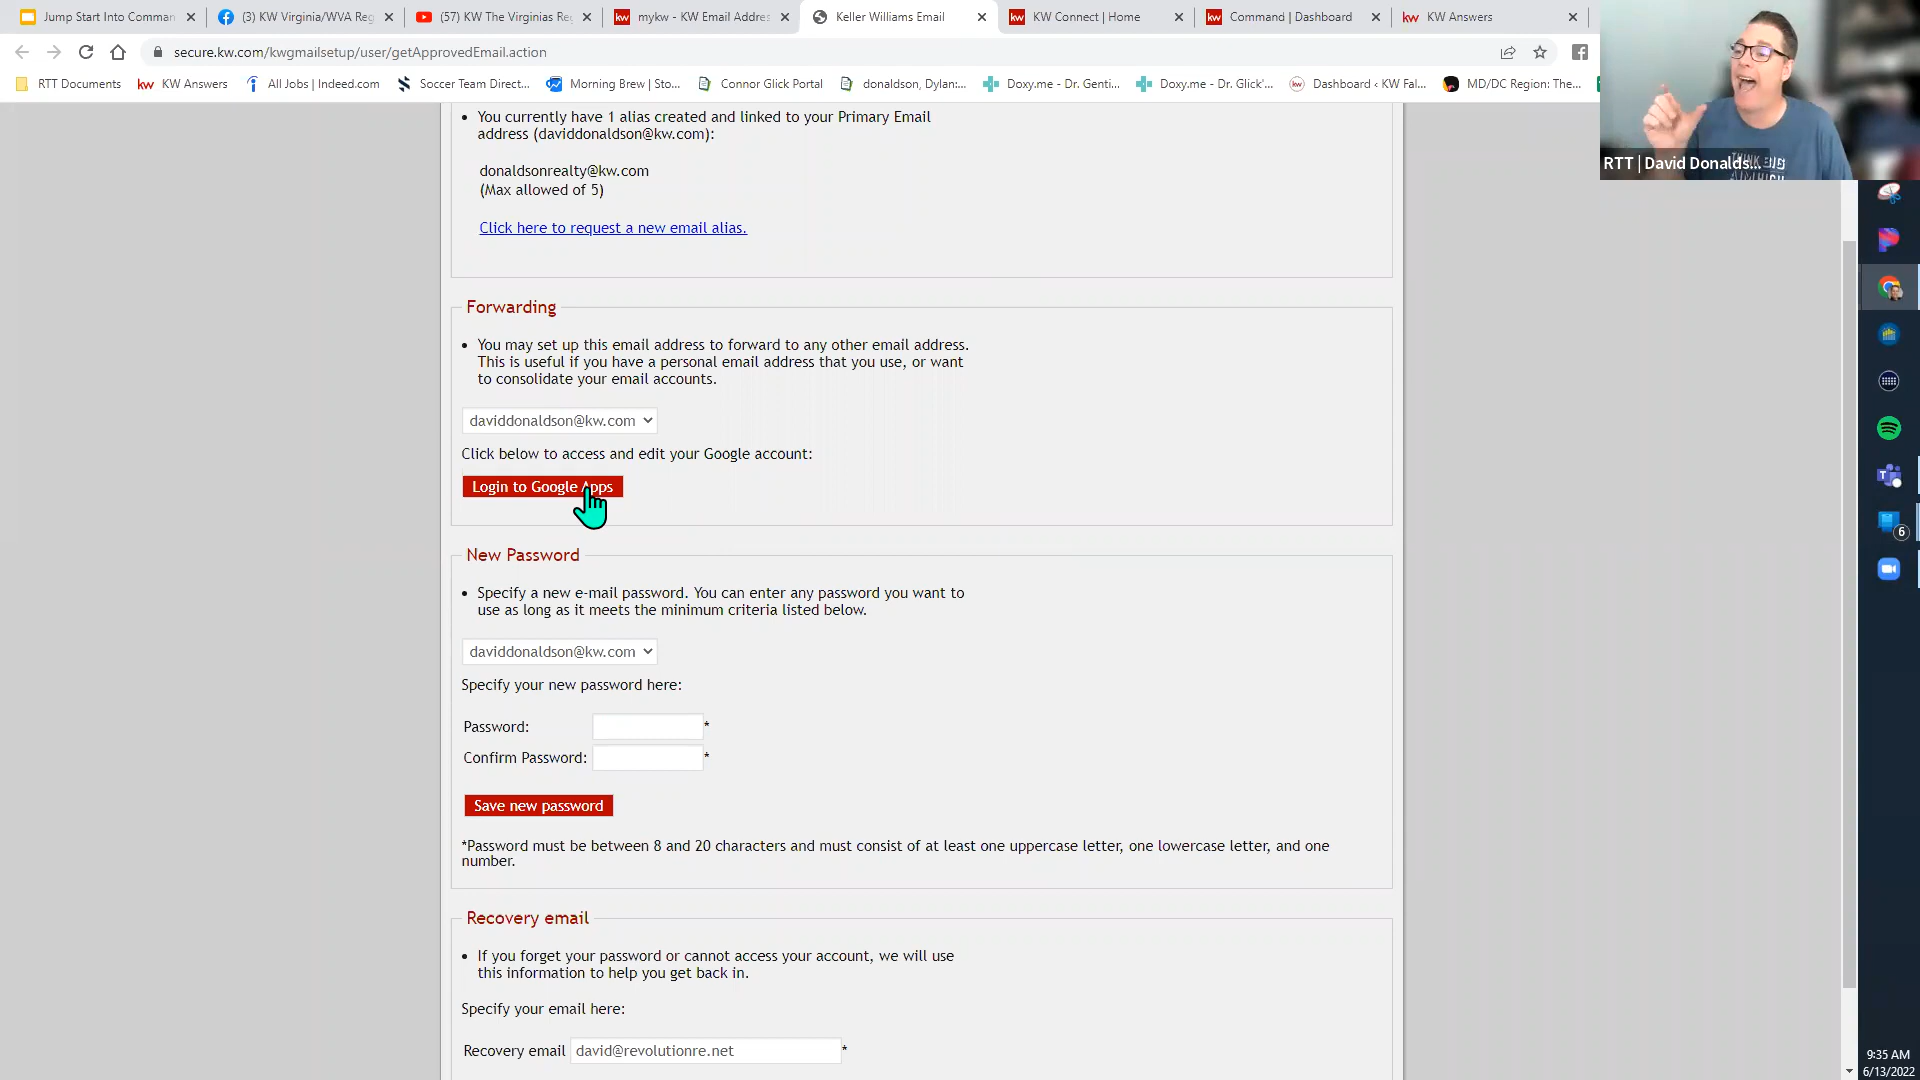 Jump Start Into Comman
(3) KW Virginia/WVA Reg
(57) KW The Virginias Re
mykw - KW Email Addres
Keller Williams Email
KW Connect | Home
Command | Dashboard
KW Answers
secure.kw.com/kwgmailsetup/user/getApprovedEmail.action
RTT Documents
KW Answers
All Jobs | Indeed.com
Soccer Team Direct...
Morning Brew | Sto...
Connor Glick Portal
donaldson, Dylan:...
Doxy.me - Dr. Genti...
Doxy.me - Dr. Glick'...
Dashboard ‹ KW Fal...
MD/DC Region: The...
RTT | David Donalds...
You currently have 1 alias created and linked to your Primary Email
address (daviddonaldson@kw.com):
donaldsonrealty@kw.com
(Max allowed of 5)
Click here to request a new email alias.
Forwarding
You may set up this email address to forward to any other email address.
This is useful if you have a personal email address that you use, or want
to consolidate your email accounts.
daviddonaldson@kw.com
Click below to access and edit your Google account:
Login to Google Apps
New Password
Specify a new e-mail password. You can enter any password you want to
use as long as it meets the minimum criteria listed below.
daviddonaldson@kw.com
Specify your new password here:
Password: *
Confirm Password: *
Save new password
*Password must be between 8 and 20 characters and must consist of at least one uppercase letter, one lowercase letter, and one
number.
Recovery email
If you forget your password or cannot access your account, we will use
this information to help you get back in.
Specify your email here:
Recovery email david@revolutionre.net *
6
9:35 AM
6/13/2022